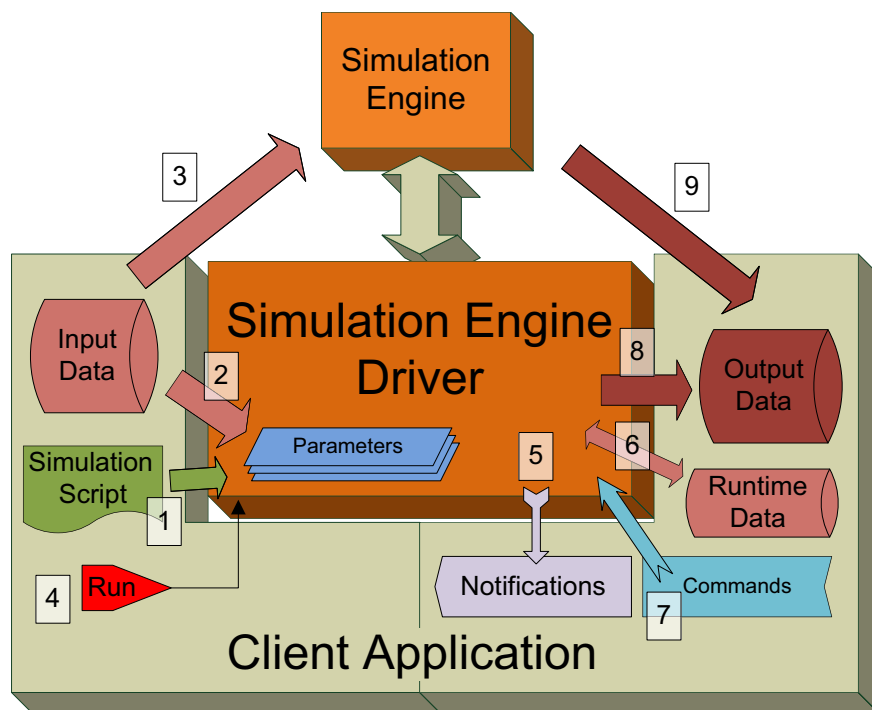 Simulation
Engine
3
9
Simulation Engine
Driver
Input
Data
2
8
Output
Data
Parameters
5
6
Simulation
Script
1
Runtime
Data
4
Run
Notifications
Commands
7
Client Application